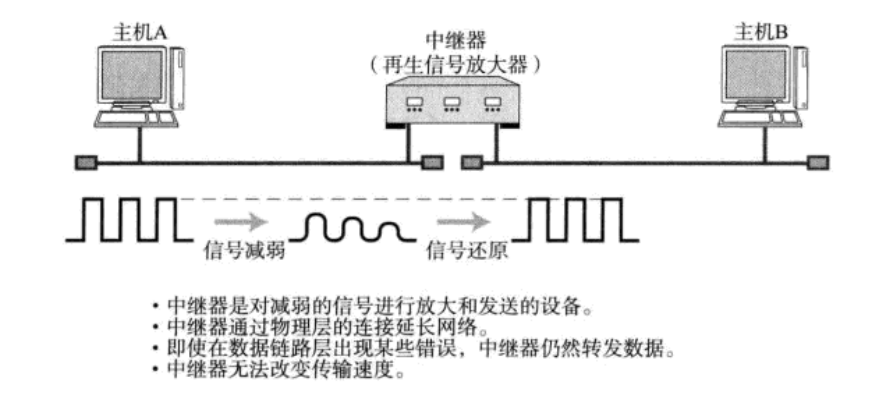 主机A
中继器
（再生信号放大器）
主机B
信号减弱
信号还原
・中继器是对减弱的信号进行放大和发送的设备。
・中继器通过物理层的连接延长网络。
・即使在数据链路层出现某些错误，中继器仍然转发数据。
・中继器无法改变传输速度。